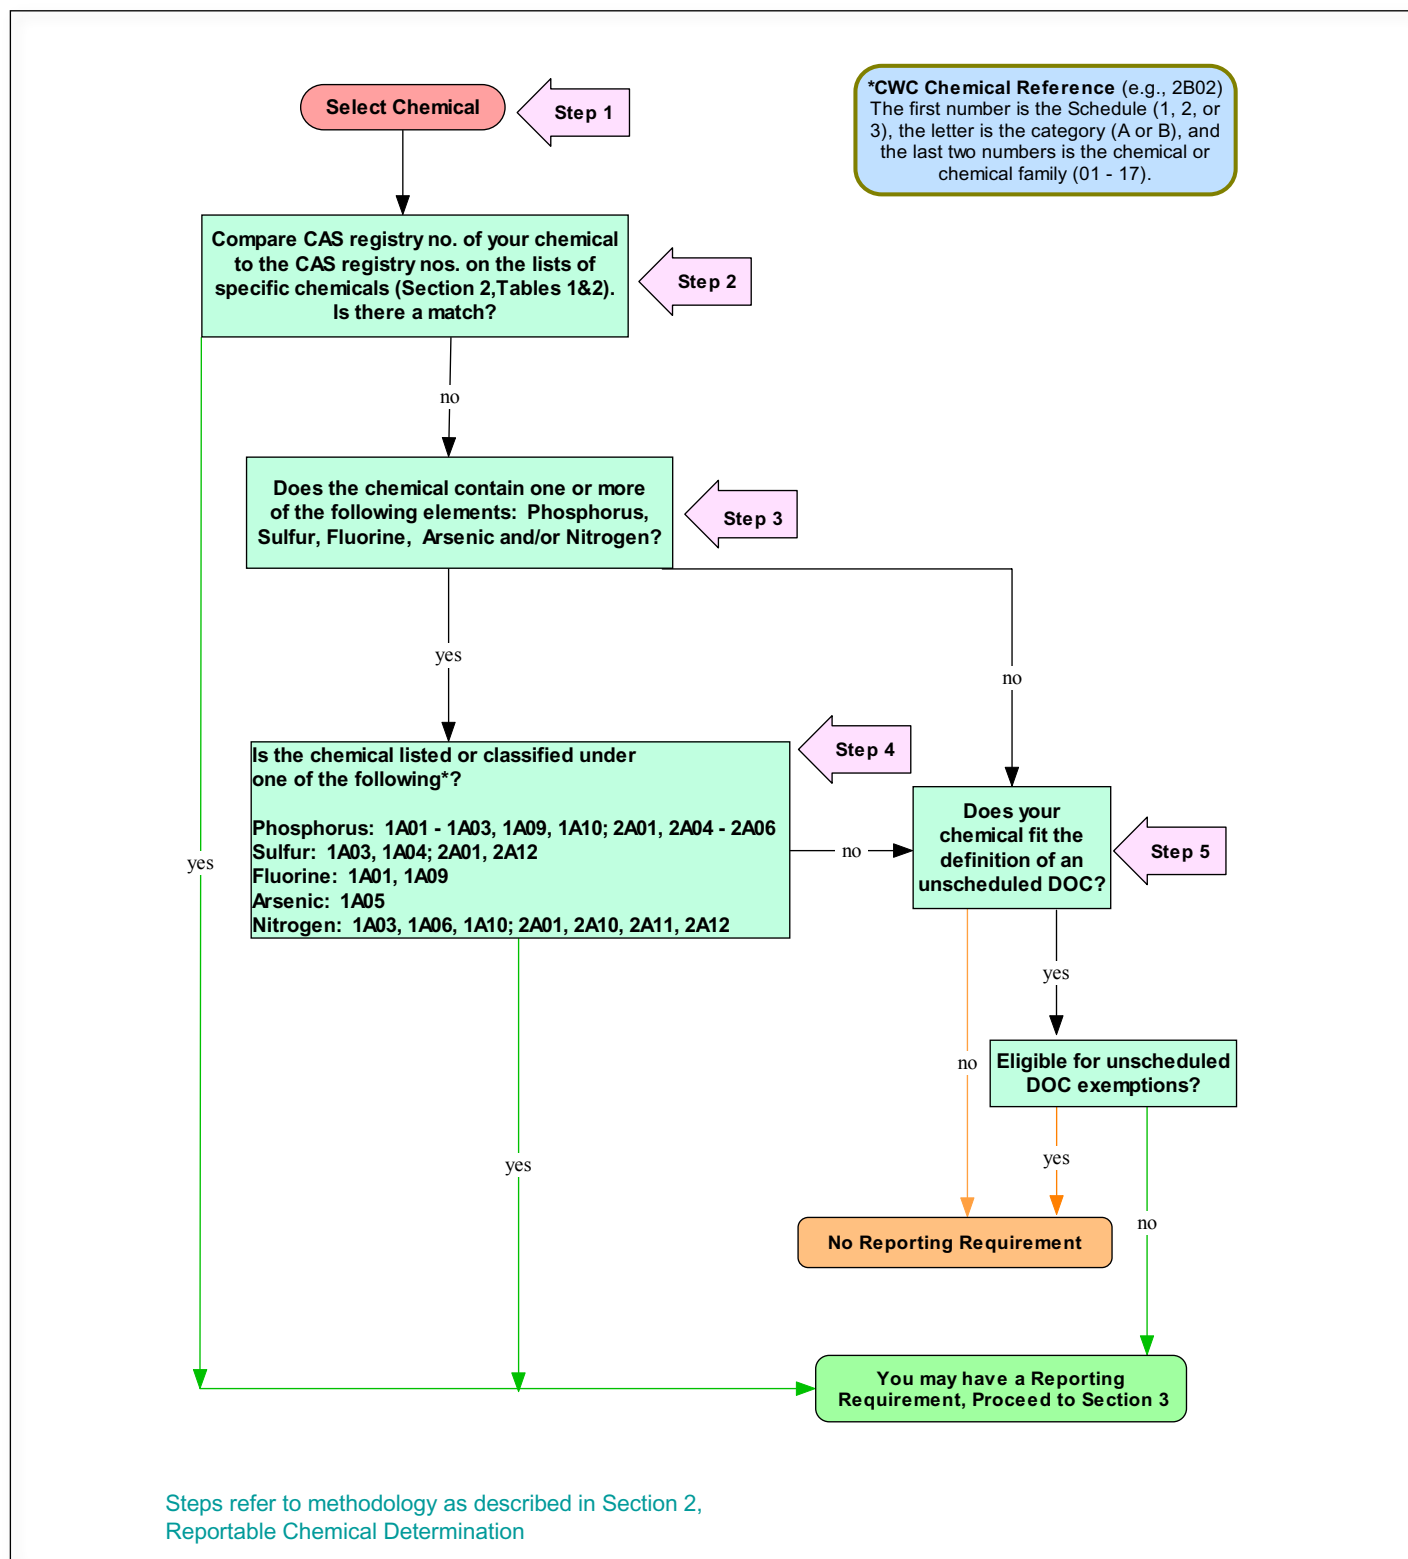 Select Chemical
Step 1
*CWC Chemical Reference (e.g., 2B02)
The first number is the Schedule (1, 2, or
3), the letter is the category (A or B), and
the last two numbers is the chemical or
chemical family (01 - 17).
Compare CAS registry no. of your chemical
to the CAS registry nos. on the lists of
specific chemicals (Section 2,Tables 1&2).
Is there a match?
Step 2
no
Does the chemical contain one or more
of the following elements:  Phosphorus,
Sulfur, Fluorine,  Arsenic and/or Nitrogen?
Step 3
yes
no
Is the chemical listed or classified under
one of the following*?
Phosphorus:  1A01 - 1A03, 1A09, 1A10; 2A01, 2A04 - 2A06
Sulfur:  1A03, 1A04; 2A01, 2A12
Fluorine:  1A01, 1A09
Arsenic:  1A05
Nitrogen:  1A03, 1A06, 1A10; 2A01, 2A10, 2A11, 2A12
Step 4
yes
no
Does your
chemical fit the
definition of an
unscheduled DOC?
Step 5
yes
no
Eligible for unscheduled
DOC exemptions?
yes
yes
no
No Reporting Requirement
You may have a Reporting
Requirement, Proceed to Section 3
Steps refer to methodology as described in Section 2,
Reportable Chemical Determination